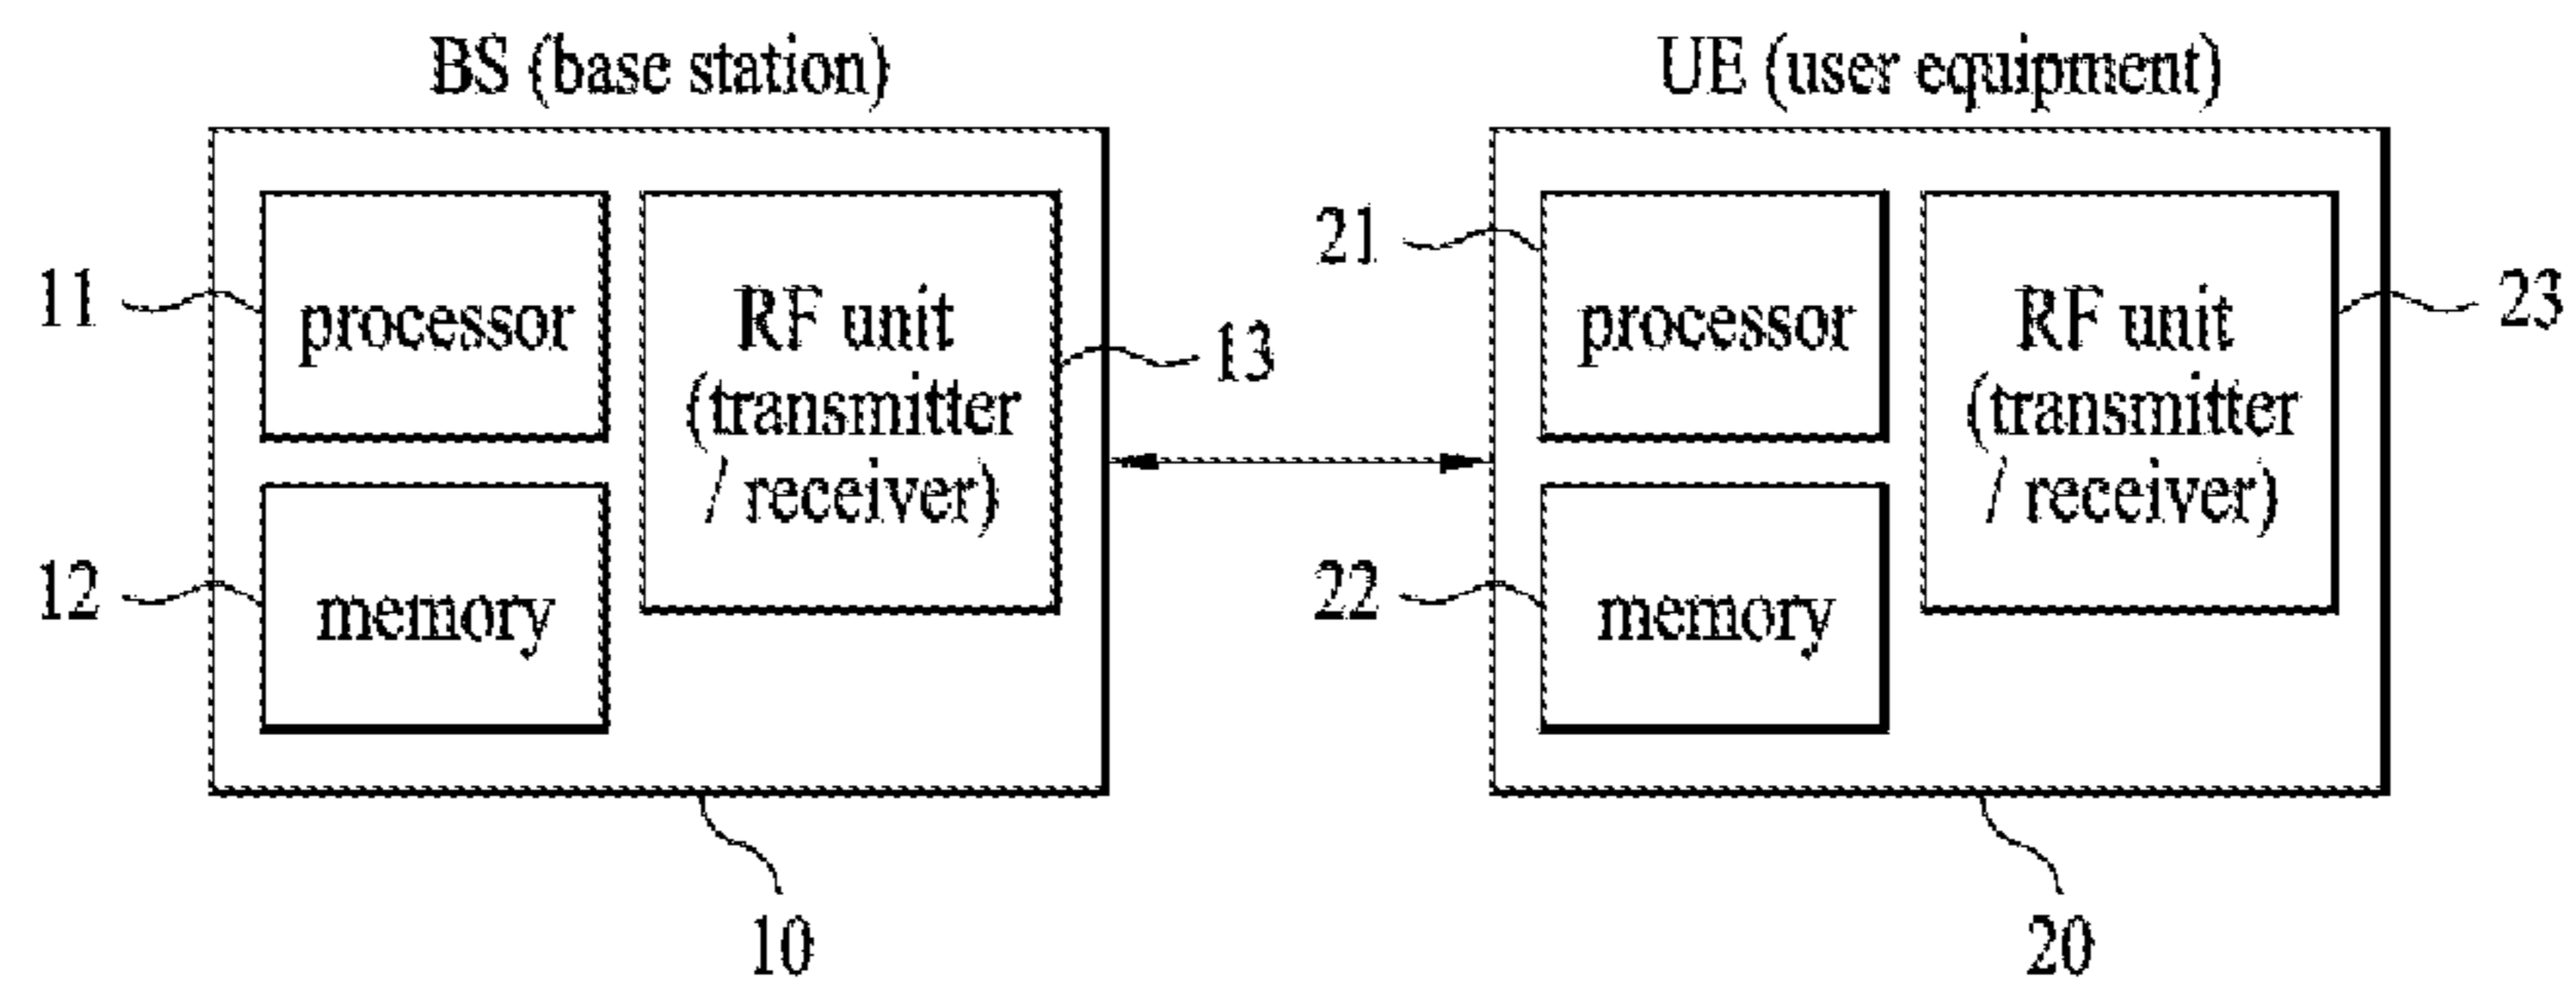 BS (base station)
UE (user equipment)
11
processor
RF unit
(transmitter
/ receiver)
13
12
memory
10
21
processor
RF unit
(transmitter
/ receiver)
23
22
memory
20